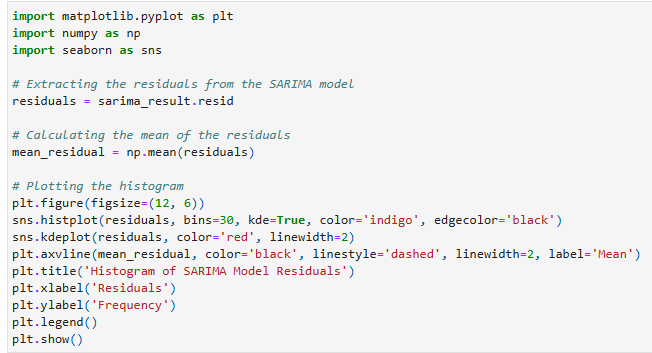 import matplotlib.pyplot as plt
import numpy as np
import seaborn as sns
# Extracting the residuals from the SARIMA model
residuals = sarima_result.resid
# Calculating the mean of the residuals
mean_residual = np.mean(residuals)
# Plotting the histogram
plt.figure(figsize=(12, 6))
sns.histplot(residuals, bins=30, kde=True, color='indigo', edgecolor='black')
sns.kdeplot(residuals, color='red', linewidth=2)
plt.axvline(mean_residual, color='black', linestyle='dashed', linewidth=2, label='Mean')
plt.title('Histogram of SARIMA Model Residuals')
plt.xlabel('Residuals')
plt.ylabel('Frequency')
plt.legend()
plt.show()